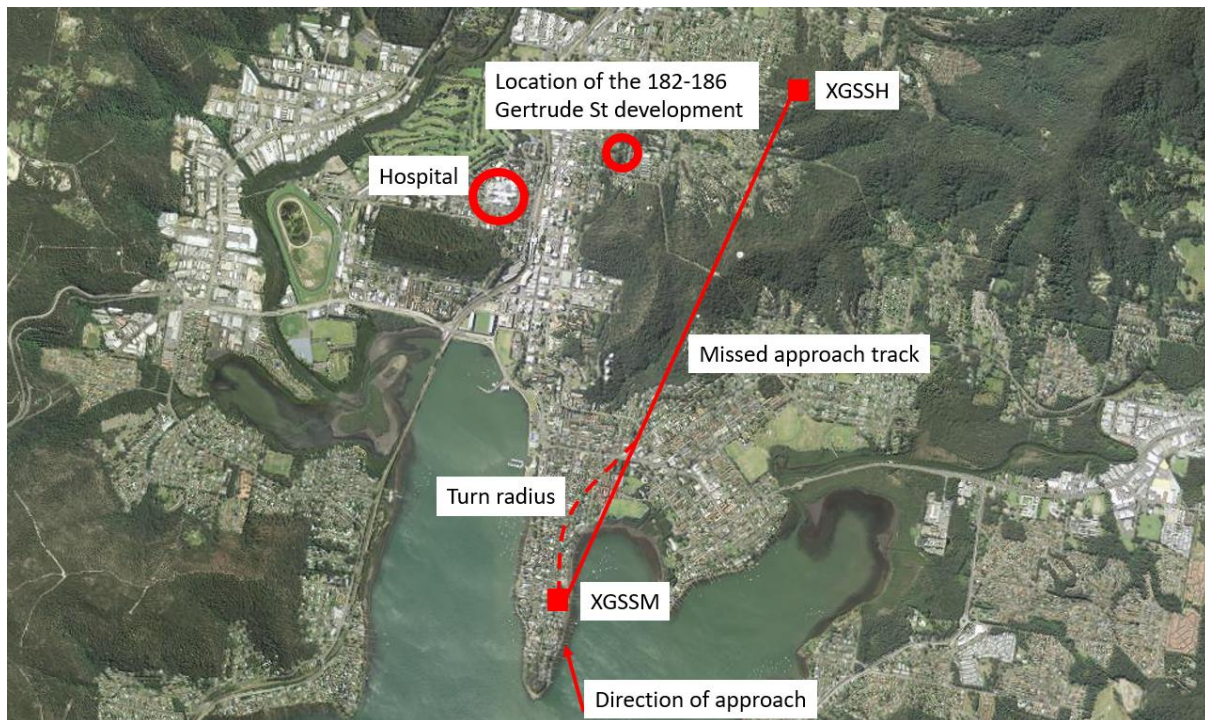 Location of the 182-186
Gertrude St development
XGSSH
Hospital
Missed approach track
Turn radius
XGSSM
Direction of approach